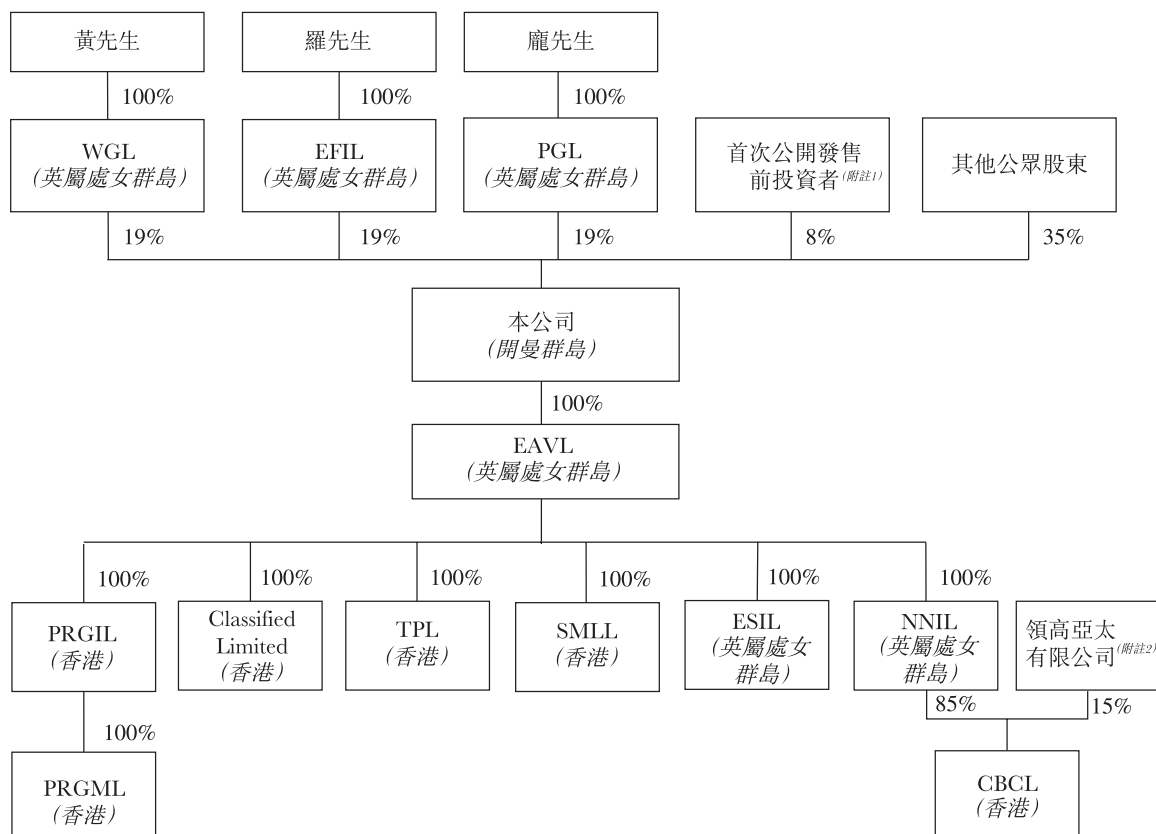 黃先生
羅先生
龐先生
100%
100%
100%
WGL
(英屬處女群島)
EFIL
(英屬處女群島)
PGL
(英屬處女群島)
首次公開發售
前投資者(附註1)
其他公眾股東
19%
19%
19%
8%
35%
本公司
(開曼群島)
100%
EAVL
(英屬處女群島)
100%
100%
100%
100%
100%
100%
PRGIL
(香港)
Classified
Limited
(香港)
TPL
(香港)
SMLL
(香港)
ESIL
(英屬處女
群島)
NNIL
(英屬處女
群島)
領高亞太
有限公司(附註2)
100%
85%
15%
PRGML
(香港)
CBCL
(香港)